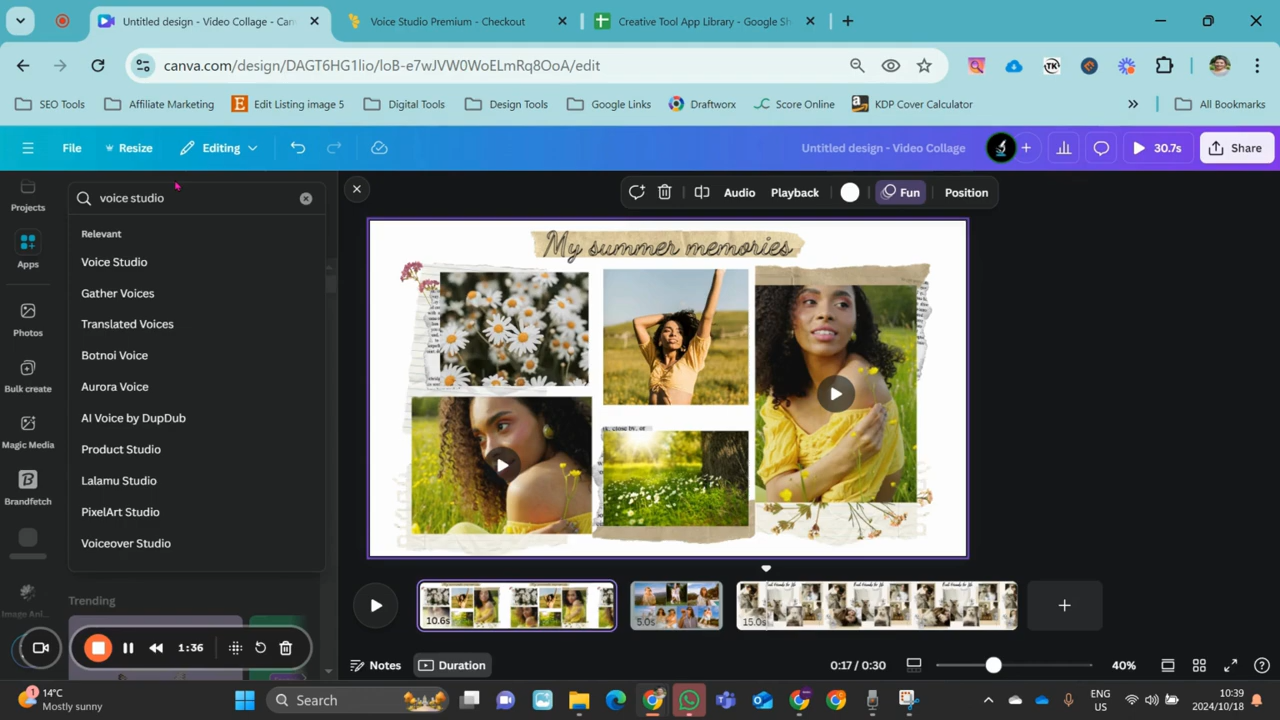 Untitled design - Video Collage - Can
Voice Studio Premium - Checkout
Creative Tool App Library - Google Sh
canva.com/design/DAGT6HG1lio/loB-e7wJVW0WoELmRq8OoA/edit
SEO Tools
Affiliate Marketing
Edit Listing image 5
Digital Tools
Design Tools
Google Links
Draftworx
Score Online
KDP Cover Calculator
All Bookmarks
File
Resize
Editing
Untitled design - Video Collage
30.7s
Share
Projects
Apps
Photos
Bulk create
Magic Media
Brandfetch
voice studio
Relevant
Voice Studio
Gather Voices
Translated Voices
Botnoi Voice
Aurora Voice
AI Voice by DupDub
Product Studio
Lalamu Studio
PixelArt Studio
Voiceover Studio
Trending
Audio
Playback
Fun
Position
My summer memories
10.6s
5.0s
15.0s
1:36
Notes
Duration
0:17 / 0:30
40%
1
14°C
Mostly sunny
Search
ENG
US
10:39
2024/10/18